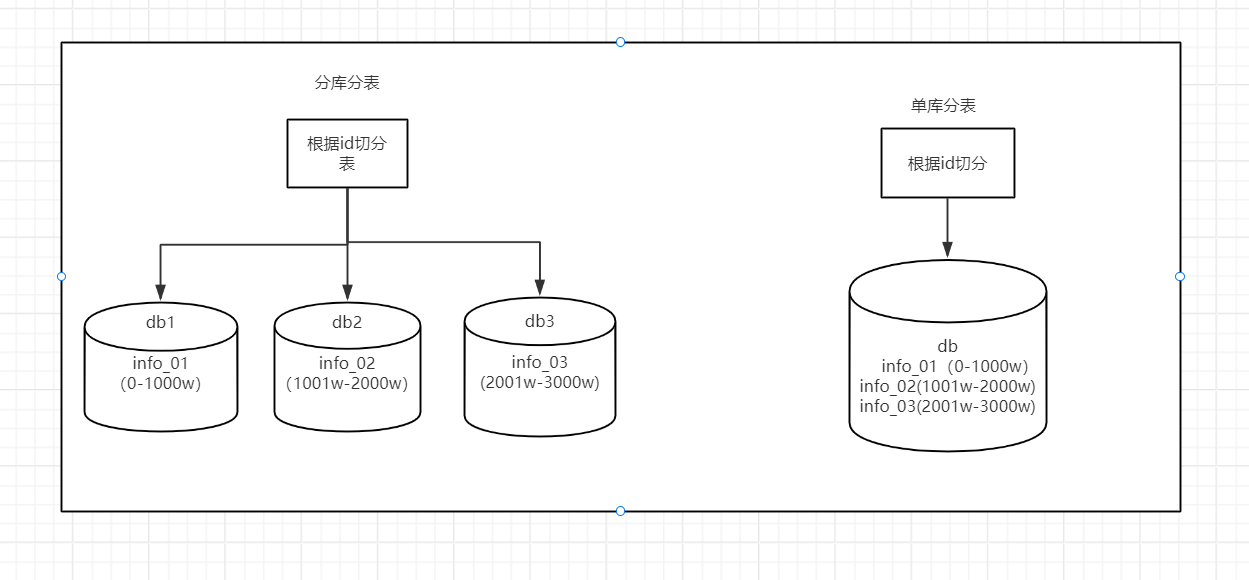 分库分表
根据id切分
表
db1
info_01
（0-1000w）
db2
info_02
（1001w-2000w）
db3
info_03
(2001w-3000w)
单库分表
根据id切分
db
info_01（0-1000w）
info_02(1001w-2000w)
info_03(2001w-3000w)